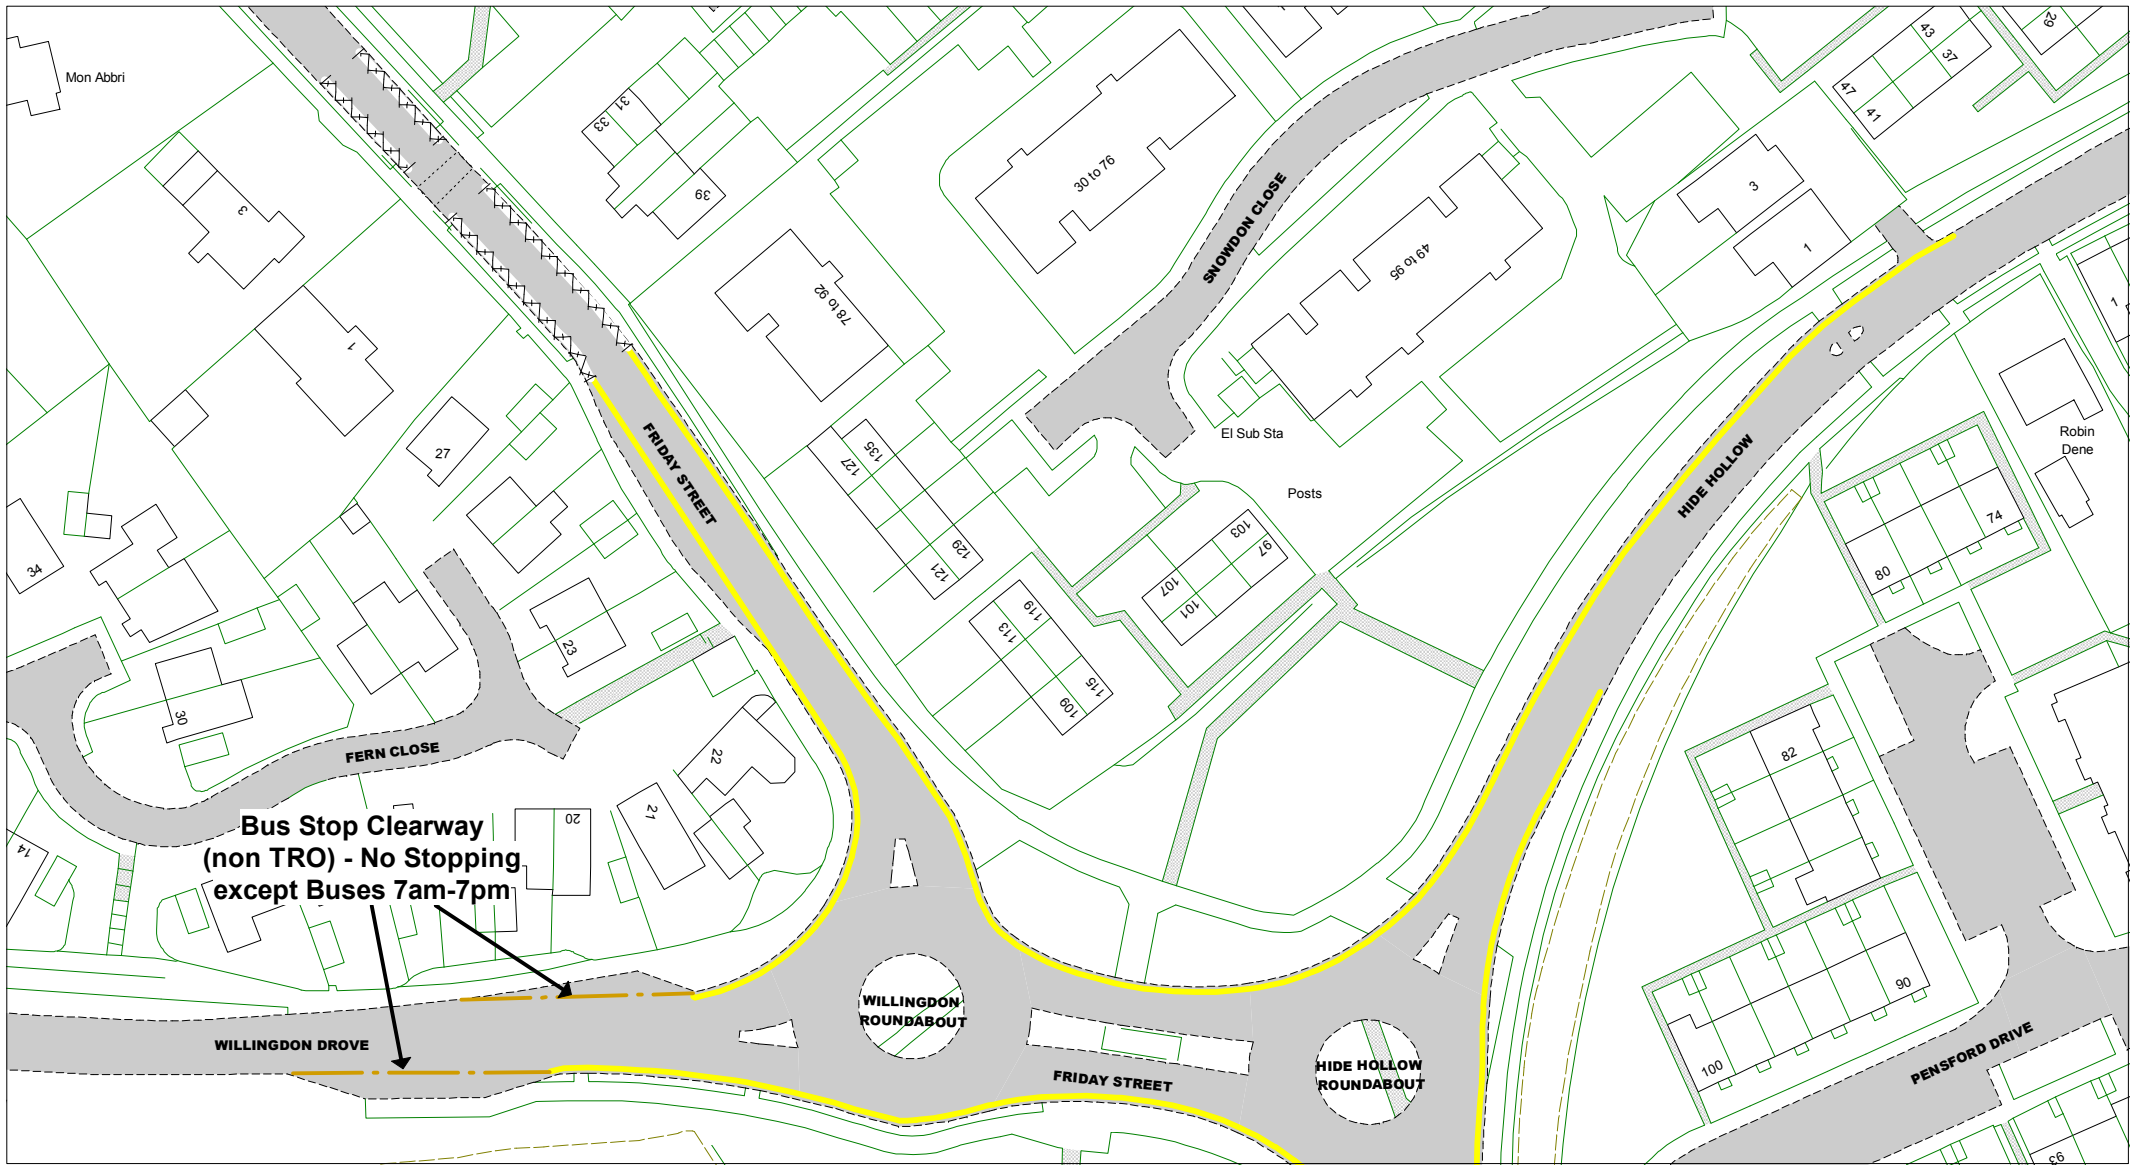 Mon Abbri
31
33
39
3
1
27
34
30 to 76
78 to 92
SNOWDON CLOSE
49 to 95
43
37
47
41
29
3
1
1
El Sub Sta
Posts
Robin
Dene
FRIDAY STREET
HIDE HOLLOW
135
127
129
121
103
97
107
101
119
113
115
109
74
80
82
90
100
93
23
30
FERN CLOSE
22
21
20
14
Bus Stop Clearway
(non TRO) - No Stopping
except Buses 7am-7pm
WILLINGDON DROVE
WILLINGDON
ROUNDABOUT
FRIDAY STREET
HIDE HOLLOW
ROUNDABOUT
PENSFORD DRIVE